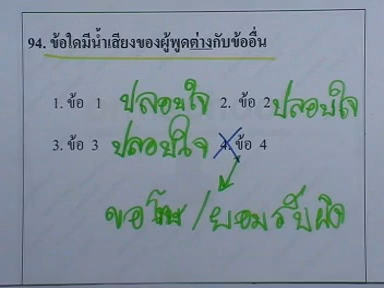 94. ข้อใดมีน้ำเสียงของผู้พูดต่างกับข้ออื่น
1. ข้อ 1 ปลอบใจ 2. ข้อ 2 ปลอบใจ
3. ข้อ 3 ปลอบใจ 4. ข้อ 4
ขอโทษ / ยอมรับผิด